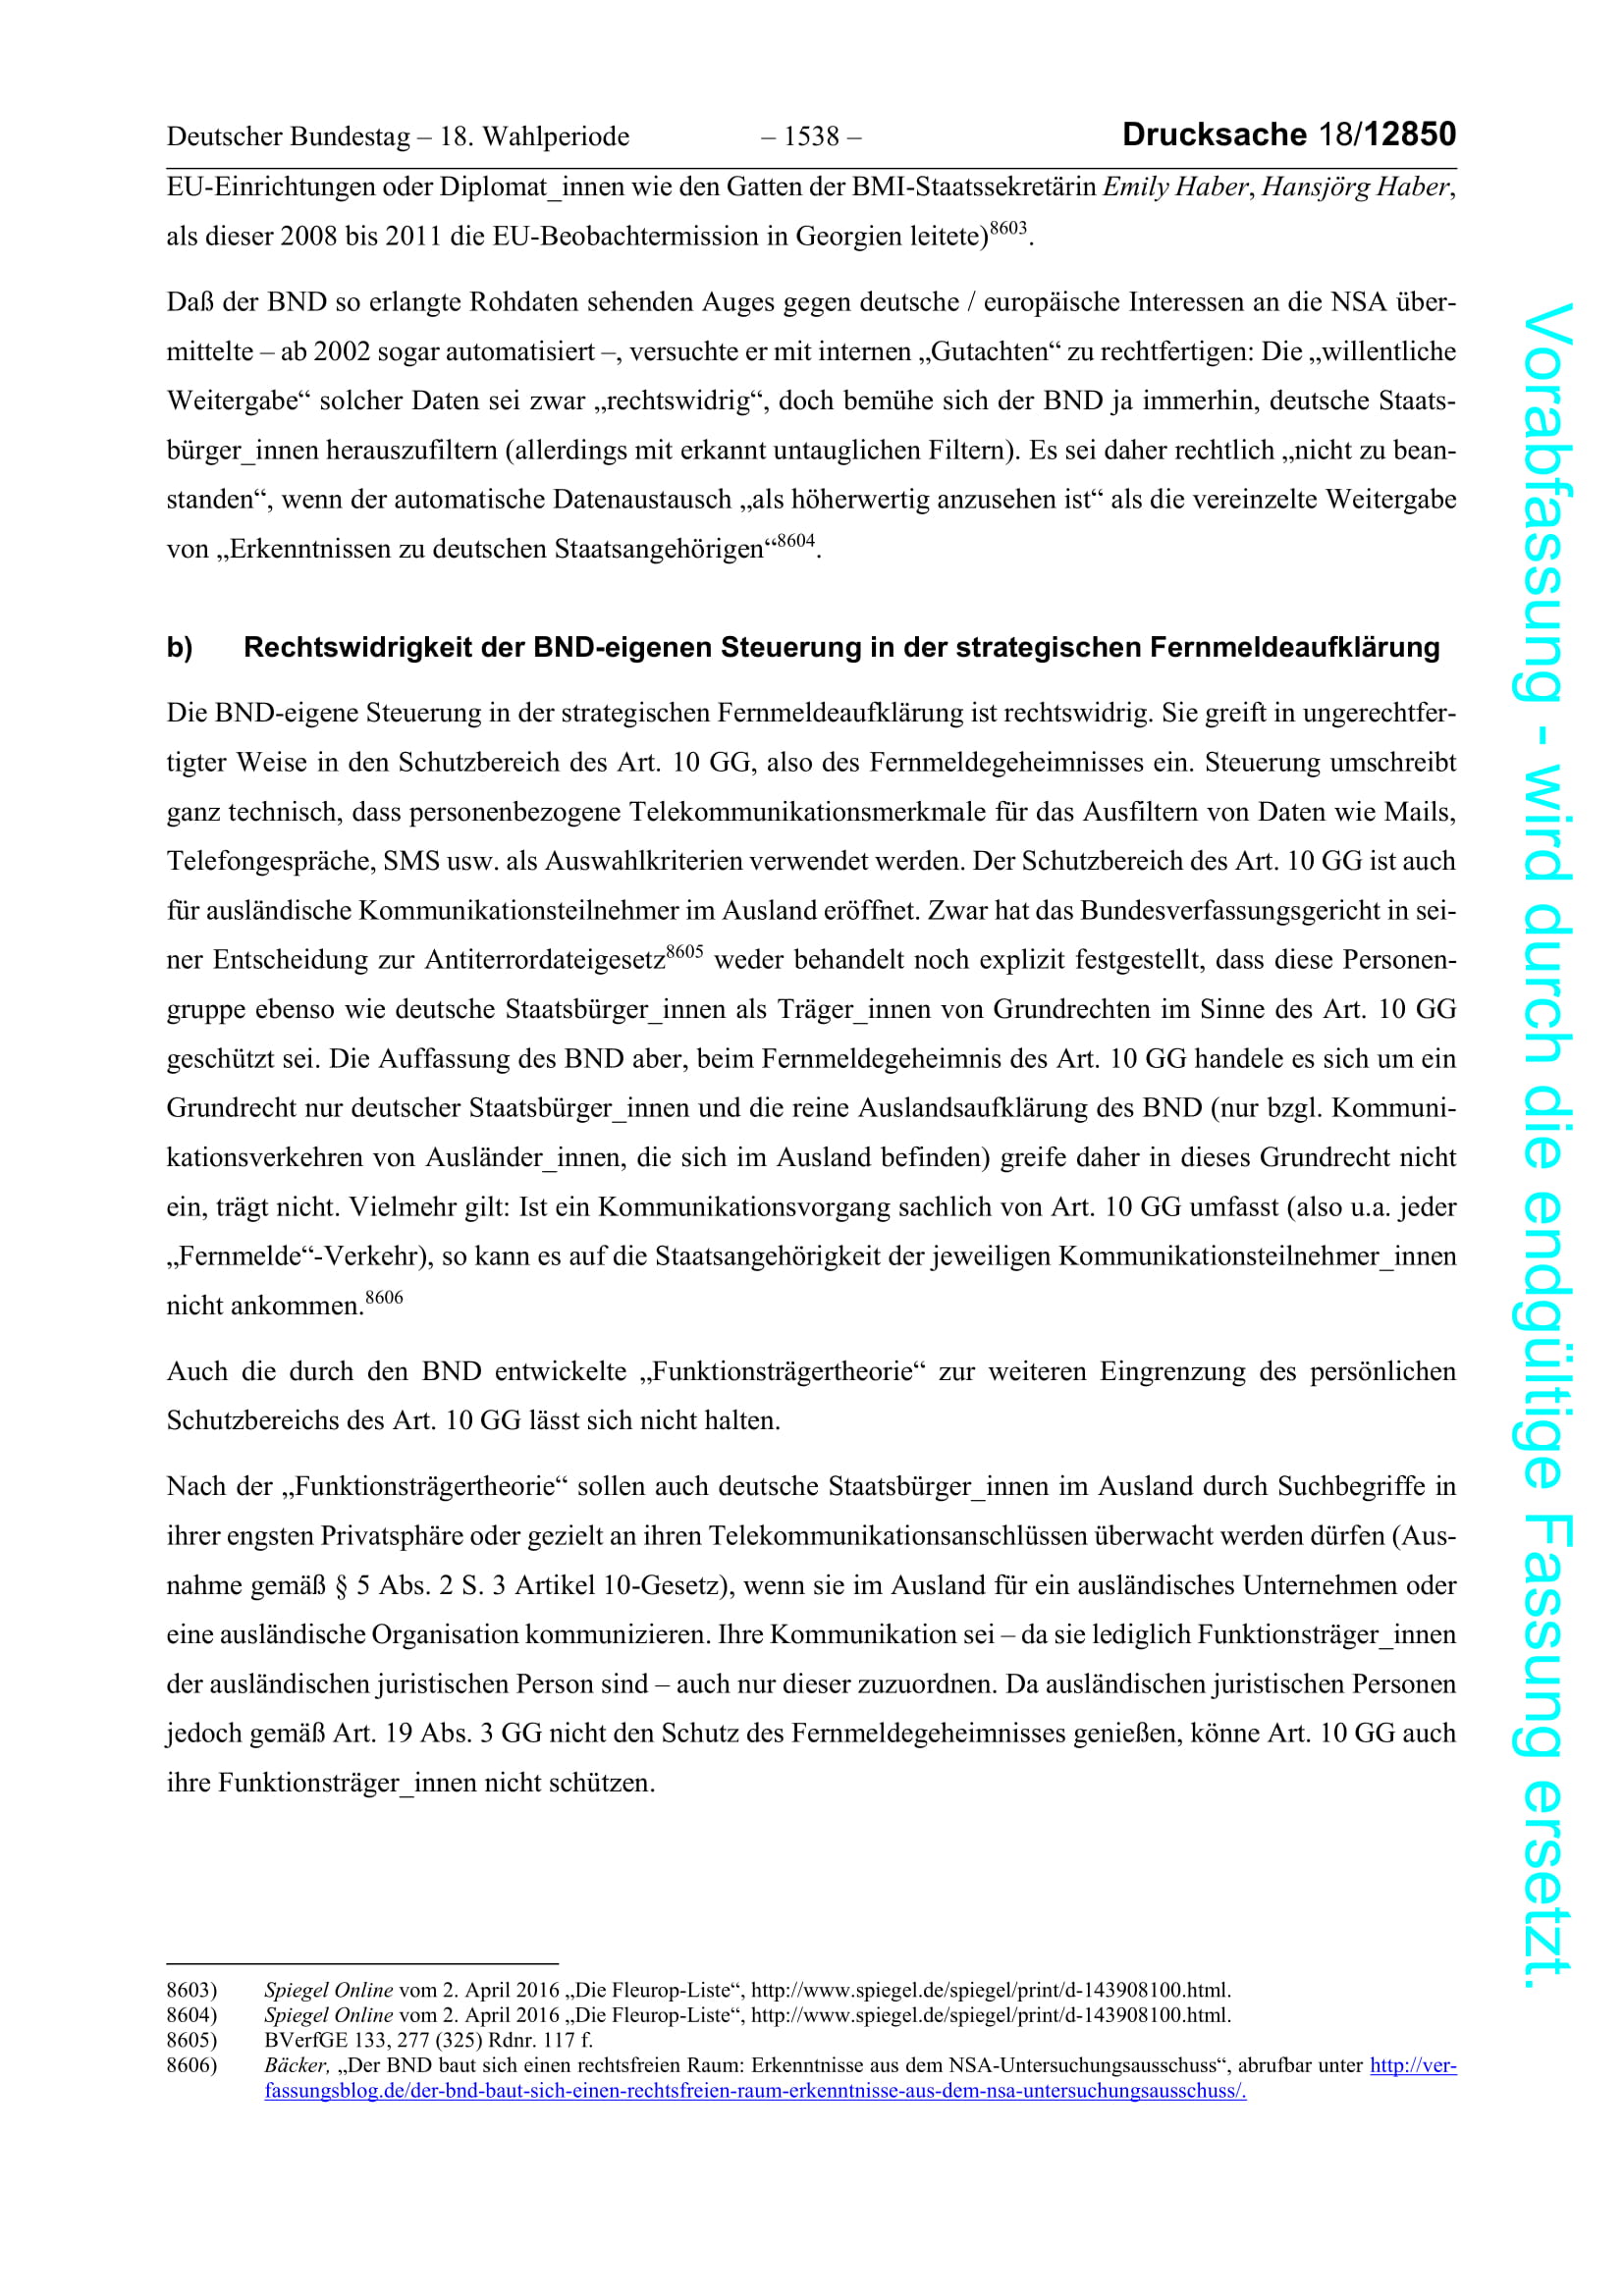 Deutscher Bundestag – 18. Wahlperiode – 1538 – Drucksache 18/12850
EU-Einrichtungen oder Diplomat_innen wie den Gatten der BMI-Staatssekretärin Emily Haber, Hansjörg Haber,
als dieser 2008 bis 2011 die EU-Beobachtermission in Georgien leitete)8603.
Daß der BND so erlangte Rohdaten sehenden Auges gegen deutsche / europäische Interessen an die NSA über-
mittelte – ab 2002 sogar automatisiert –, versuchte er mit internen „Gutachten“ zu rechtfertigen: Die „willentliche
Weitergabe“ solcher Daten sei zwar „rechtswidrig“, doch bemühe sich der BND ja immerhin, deutsche Staats-
bürger_innen herauszufiltern (allerdings mit erkannt untauglichen Filtern). Es sei daher rechtlich „nicht zu bean-
standen“, wenn der automatische Datenaustausch „als höherwertig anzusehen ist“ als die vereinzelte Weitergabe
von „Erkenntnissen zu deutschen Staatsangehörigen“8604.
b) Rechtswidrigkeit der BND-eigenen Steuerung in der strategischen Fernmeldeaufklärung
Die BND-eigene Steuerung in der strategischen Fernmeldeaufklärung ist rechtswidrig. Sie greift in ungerechtfer-
tigter Weise in den Schutzbereich des Art. 10 GG, also des Fernmeldegeheimnisses ein. Steuerung umschreibt
ganz technisch, dass personenbezogene Telekommunikationsmerkmale für das Ausfiltern von Daten wie Mails,
Telefongespräche, SMS usw. als Auswahlkriterien verwendet werden. Der Schutzbereich des Art. 10 GG ist auch
für ausländische Kommunikationsteilnehmer im Ausland eröffnet. Zwar hat das Bundesverfassungsgericht in sei-
ner Entscheidung zur Antiterrordateigesetz8605 weder behandelt noch explizit festgestellt, dass diese Personen-
gruppe ebenso wie deutsche Staatsbürger_innen als Träger_innen von Grundrechten im Sinne des Art. 10 GG
geschützt sei. Die Auffassung des BND aber, beim Fernmeldegeheimnis des Art. 10 GG handele es sich um ein
Grundrecht nur deutscher Staatsbürger_innen und die reine Auslandsaufklärung des BND (nur bzgl. Kommuni-
kationsverkehren von Ausländer_innen, die sich im Ausland befinden) greife daher in dieses Grundrecht nicht
ein, trägt nicht. Vielmehr gilt: Ist ein Kommunikationsvorgang sachlich von Art. 10 GG umfasst (also u.a. jeder
„Fernmelde“-Verkehr), so kann es auf die Staatsangehörigkeit der jeweiligen Kommunikationsteilnehmer_innen
nicht ankommen.8606
Auch die durch den BND entwickelte „Funktionsträgertheorie“ zur weiteren Eingrenzung des persönlichen
Schutzbereichs des Art. 10 GG lässt sich nicht halten.
Nach der „Funktionsträgertheorie“ sollen auch deutsche Staatsbürger_innen im Ausland durch Suchbegriffe in
ihrer engsten Privatsphäre oder gezielt an ihren Telekommunikationsanschlüssen überwacht werden dürfen (Aus-
nahme gemäß § 5 Abs. 2 S. 3 Artikel 10-Gesetz), wenn sie im Ausland für ein ausländisches Unternehmen oder
eine ausländische Organisation kommunizieren. Ihre Kommunikation sei – da sie lediglich Funktionsträger_innen
der ausländischen juristischen Person sind – auch nur dieser zuzuordnen. Da ausländischen juristischen Personen
jedoch gemäß Art. 19 Abs. 3 GG nicht den Schutz des Fernmeldegeheimnisses genießen, könne Art. 10 GG auch
ihre Funktionsträger_innen nicht schützen.
8603) Spiegel Online vom 2. April 2016 „Die Fleurop-Liste“, http://www.spiegel.de/spiegel/print/d-143908100.html.
8604) Spiegel Online vom 2. April 2016 „Die Fleurop-Liste“, http://www.spiegel.de/spiegel/print/d-143908100.html.
8605) BVerfGE 133, 277 (325) Rdnr. 117 f.
8606) Bäcker, „Der BND baut sich einen rechtsfreien Raum: Erkenntnisse aus dem NSA-Untersuchungsausschuss“, abrufbar unter http://ver-
fassungsblog.de/der-bnd-baut-sich-einen-rechtsfreien-raum-erkenntnisse-aus-dem-nsa-untersuchungsausschuss/.
Vorabfassung - wird durch die endgültige Fassung ersetzt.